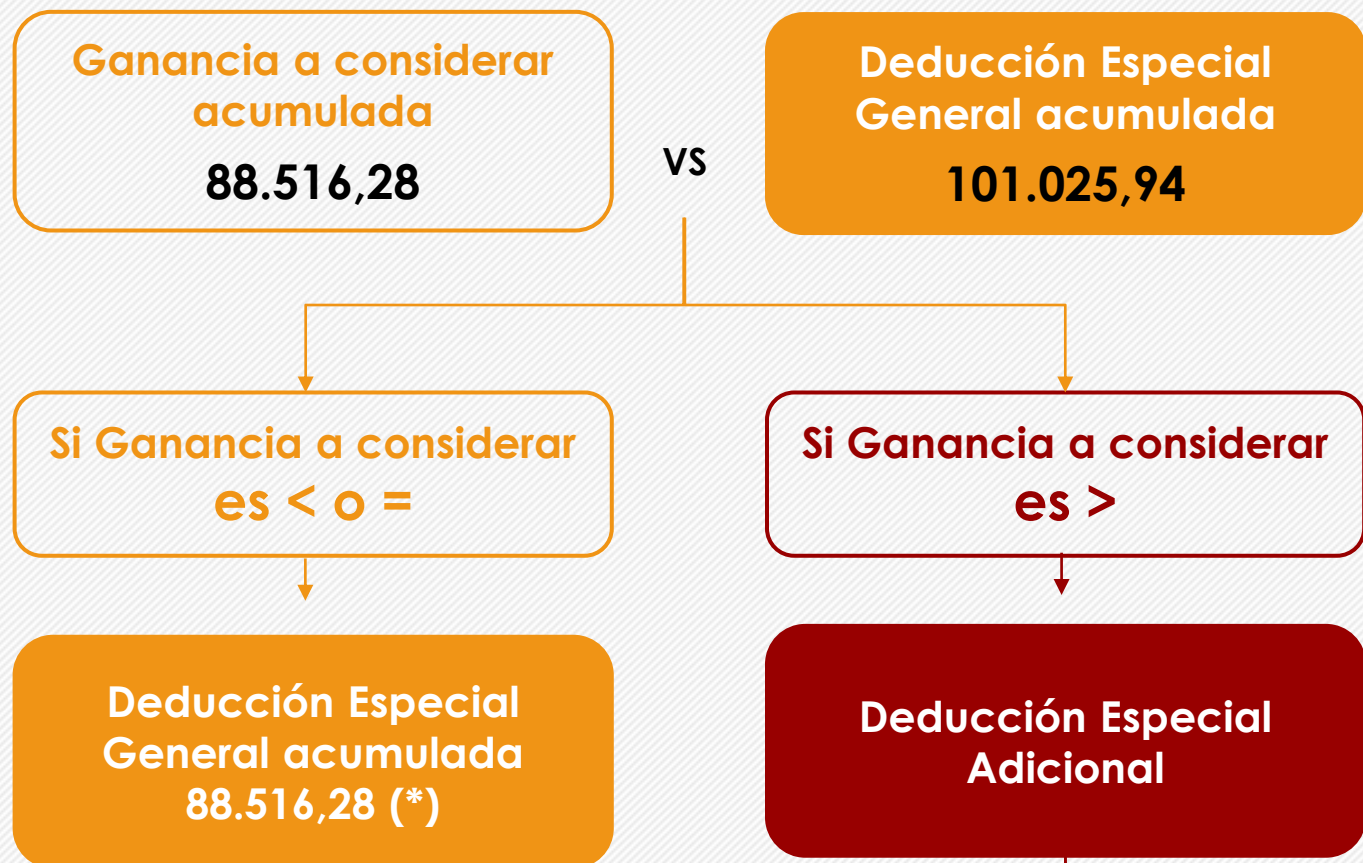 Ganancia a considerar
acumulada
88.516,28
VS
Deducción Especial
General acumulada
101.025,94
Si Ganancia a considerar
es < o =
Si Ganancia a considerar
es >
Deducción Especial
General acumulada
88.516,28 (*)
Deducción Especial
Adicional